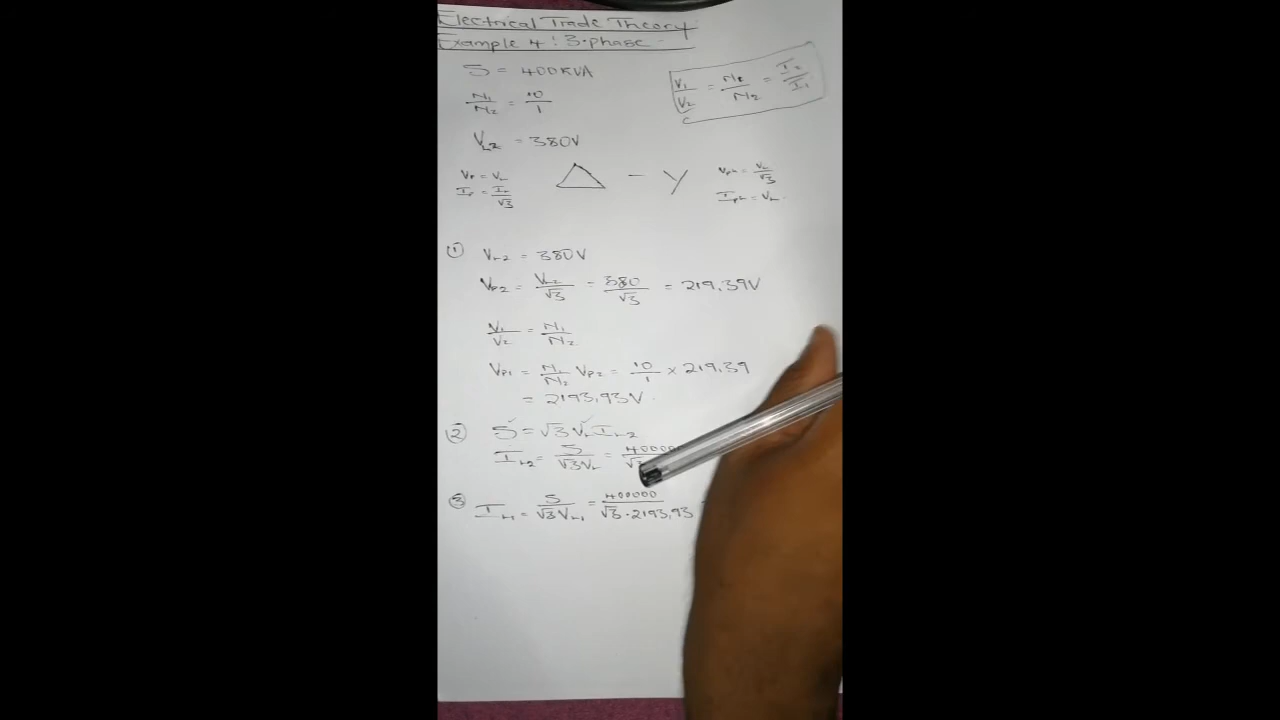 Electrical Trade Theory
Example 4 : 3-phase
S = 400KVA
V1/V2 = N1/N2 = I2/I1
N1/N2 = 10/1
VL2 = 380V
VP = VL
IP = IL/√3
△ - Y
Vph = VL/√3
Iph = VL
① VL2 = 380V
VP2 = VL2/√3 = 380/√3 = 219,39V
V1/V2 = N1/N2
VP1 = N1/N2 VP2 = 10/1 × 219,39
= 2193,93V
② S = √3 VL IL2
IL2 = S/√3VL =
③ IL1 = S/√3VL1 = 400000/√3·2193,93